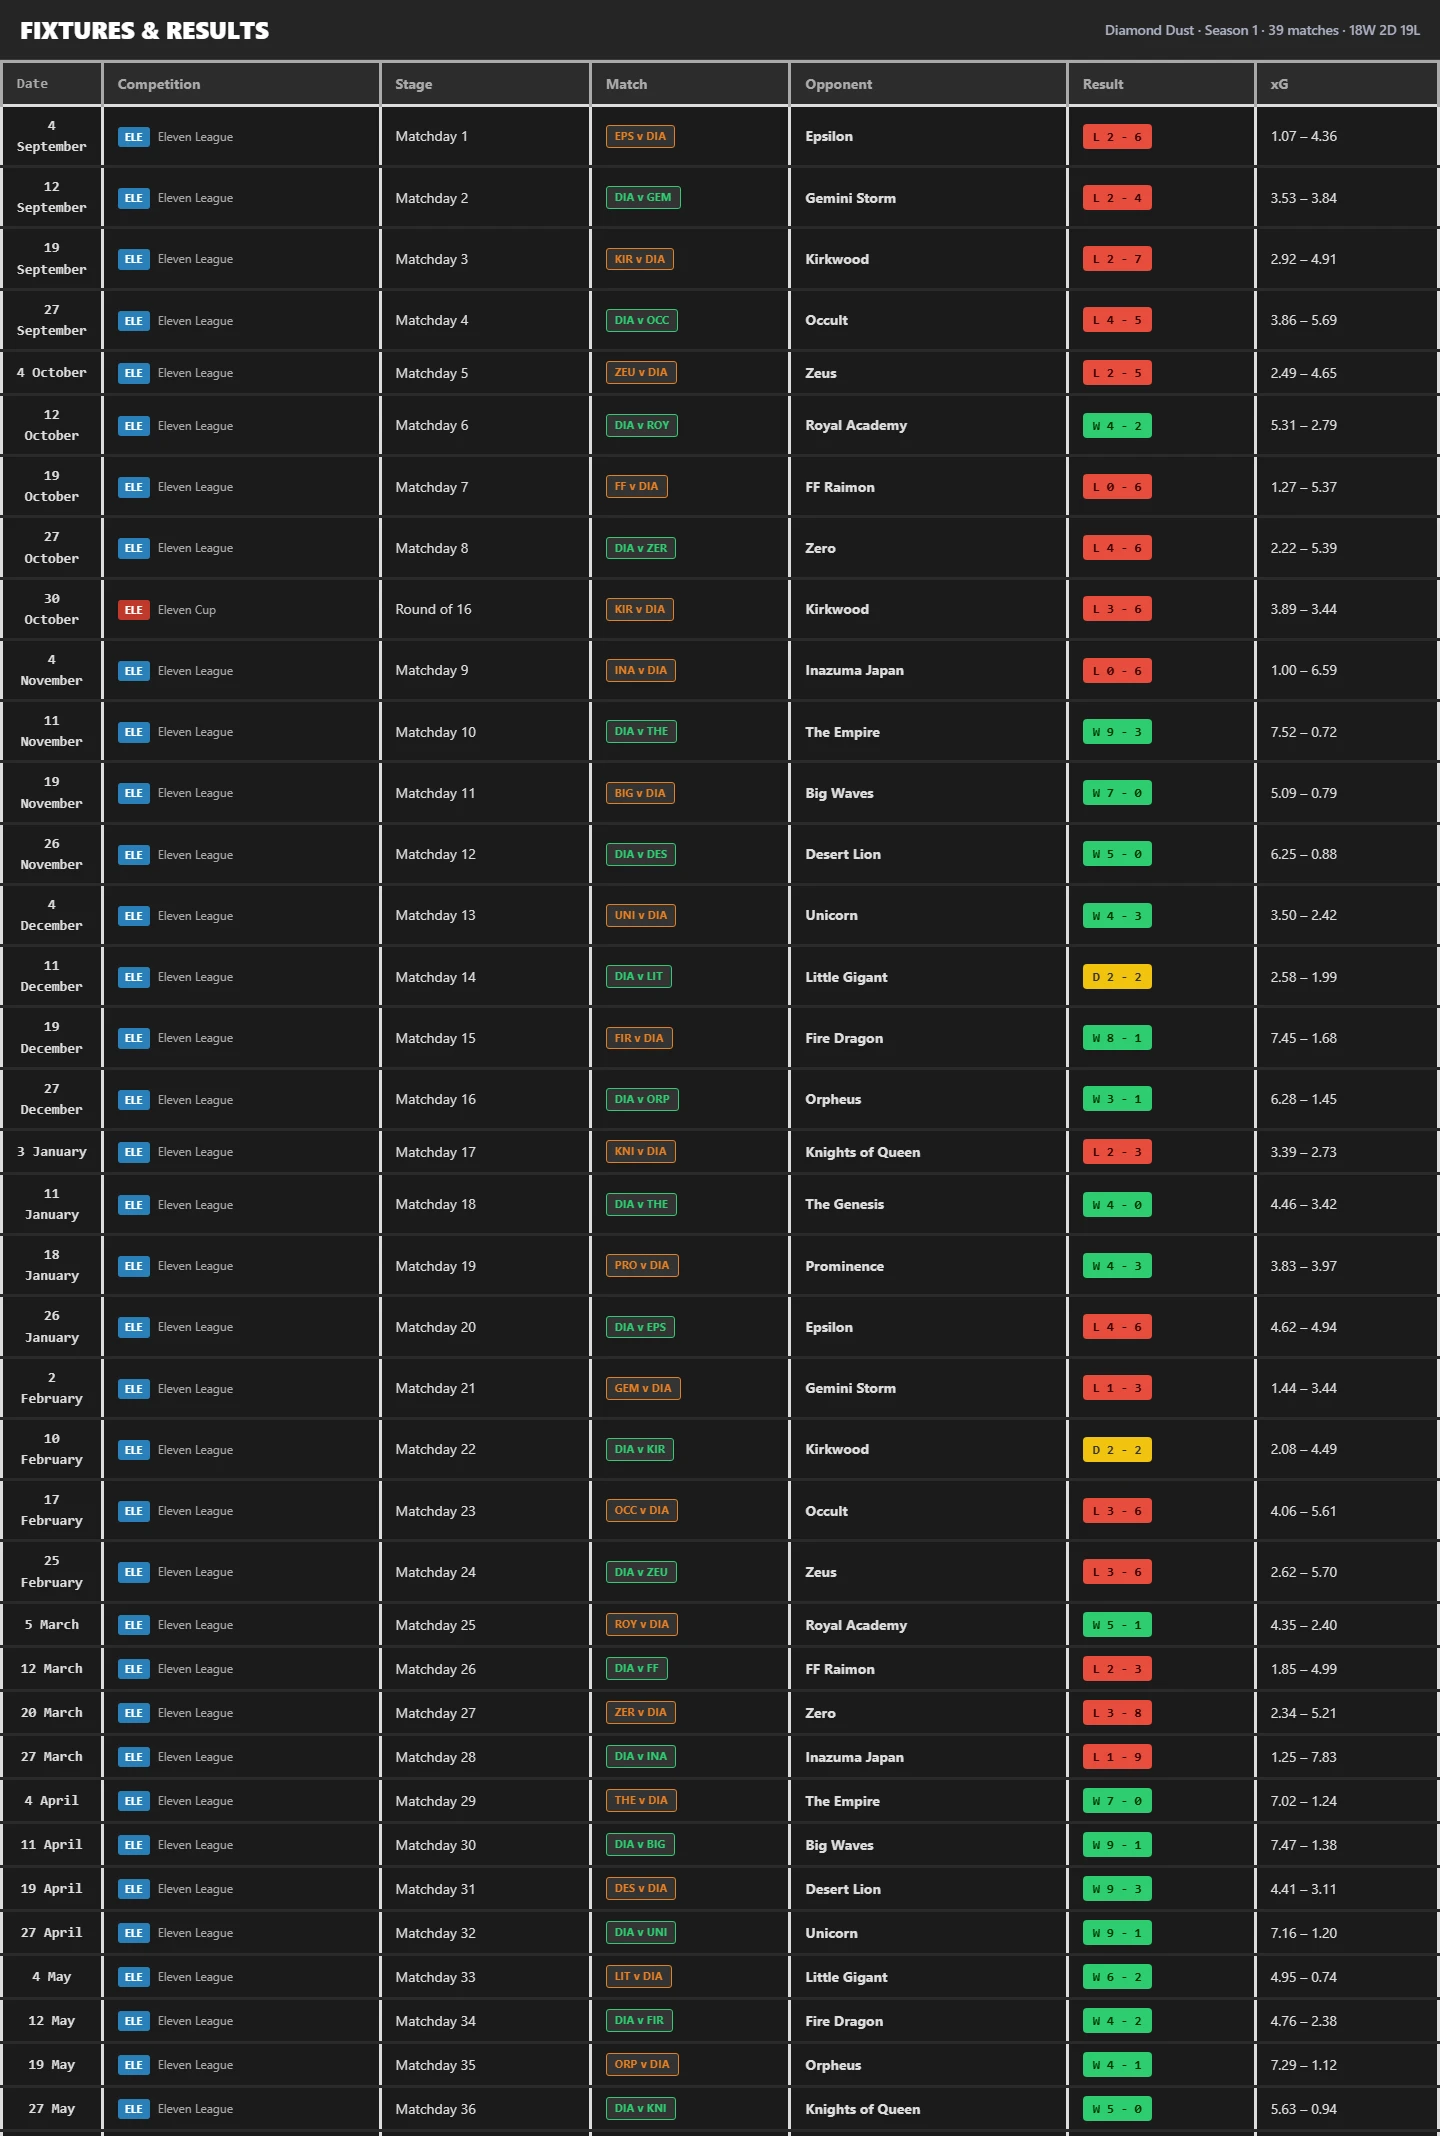 FIXTURES & RESULTS
Diamond Dust · Season 1 · 39 matches · 18W 2D 19L
Date Competition Stage Match Opponent Result xG
4 September ELE Eleven League Matchday 1 EPS v DIA Epsilon L 2 - 6 1.07 – 4.36
12 September ELE Eleven League Matchday 2 DIA v GEM Gemini Storm L 2 - 4 3.53 – 3.84
19 September ELE Eleven League Matchday 3 KIR v DIA Kirkwood L 2 - 7 2.92 – 4.91
27 September ELE Eleven League Matchday 4 DIA v OCC Occult L 4 - 5 3.86 – 5.69
4 October ELE Eleven League Matchday 5 ZEU v DIA Zeus L 2 - 5 2.49 – 4.65
12 October ELE Eleven League Matchday 6 DIA v ROY Royal Academy W 4 - 2 5.31 – 2.79
19 October ELE Eleven League Matchday 7 FF v DIA FF Raimon L 0 - 6 1.27 – 5.37
27 October ELE Eleven League Matchday 8 DIA v ZER Zero L 4 - 6 2.22 – 5.39
30 October ELE Eleven Cup Round of 16 KIR v DIA Kirkwood L 3 - 6 3.89 – 3.44
4 November ELE Eleven League Matchday 9 INA v DIA Inazuma Japan L 0 - 6 1.00 – 6.59
11 November ELE Eleven League Matchday 10 DIA v THE The Empire W 9 - 3 7.52 – 0.72
19 November ELE Eleven League Matchday 11 BIG v DIA Big Waves W 7 - 0 5.09 – 0.79
26 November ELE Eleven League Matchday 12 DIA v DES Desert Lion W 5 - 0 6.25 – 0.88
4 December ELE Eleven League Matchday 13 UNI v DIA Unicorn W 4 - 3 3.50 – 2.42
11 December ELE Eleven League Matchday 14 DIA v LIT Little Gigant D 2 - 2 2.58 – 1.99
19 December ELE Eleven League Matchday 15 FIR v DIA Fire Dragon W 8 - 1 7.45 – 1.68
27 December ELE Eleven League Matchday 16 DIA v ORP Orpheus W 3 - 1 6.28 – 1.45
3 January ELE Eleven League Matchday 17 KNI v DIA Knights of Queen L 2 - 3 3.39 – 2.73
11 January ELE Eleven League Matchday 18 DIA v THE The Genesis W 4 - 0 4.46 – 3.42
18 January ELE Eleven League Matchday 19 PRO v DIA Prominence W 4 - 3 3.83 – 3.97
26 January ELE Eleven League Matchday 20 DIA v EPS Epsilon L 4 - 6 4.62 – 4.94
2 February ELE Eleven League Matchday 21 GEM v DIA Gemini Storm L 1 - 3 1.44 – 3.44
10 February ELE Eleven League Matchday 22 DIA v KIR Kirkwood D 2 - 2 2.08 – 4.49
17 February ELE Eleven League Matchday 23 OCC v DIA Occult L 3 - 6 4.06 – 5.61
25 February ELE Eleven League Matchday 24 DIA v ZEU Zeus L 3 - 6 2.62 – 5.70
5 March ELE Eleven League Matchday 25 ROY v DIA Royal Academy W 5 - 1 4.35 – 2.40
12 March ELE Eleven League Matchday 26 DIA v FF FF Raimon L 2 - 3 1.85 – 4.99
20 March ELE Eleven League Matchday 27 ZER v DIA Zero L 3 - 8 2.34 – 5.21
27 March ELE Eleven League Matchday 28 DIA v INA Inazuma Japan L 1 - 9 1.25 – 7.83
4 April ELE Eleven League Matchday 29 THE v DIA The Empire W 7 - 0 7.02 – 1.24
11 April ELE Eleven League Matchday 30 DIA v BIG Big Waves W 9 - 1 7.47 – 1.38
19 April ELE Eleven League Matchday 31 DES v DIA Desert Lion W 9 - 3 4.41 – 3.11
27 April ELE Eleven League Matchday 32 DIA v UNI Unicorn W 9 - 1 7.16 – 1.20
4 May ELE Eleven League Matchday 33 LIT v DIA Little Gigant W 6 - 2 4.95 – 0.74
12 May ELE Eleven League Matchday 34 DIA v FIR Fire Dragon W 4 - 2 4.76 – 2.38
19 May ELE Eleven League Matchday 35 ORP v DIA Orpheus W 4 - 1 7.29 – 1.12
27 May ELE Eleven League Matchday 36 DIA v KNI Knights of Queen W 5 - 0 5.63 – 0.94